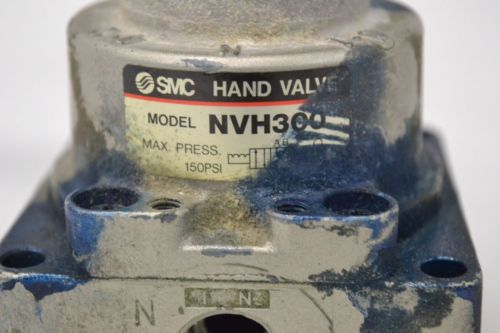 N
SMC HAND VALVE
MODEL NVH300
MAX. PRESS.
150PSI
A B
N I N